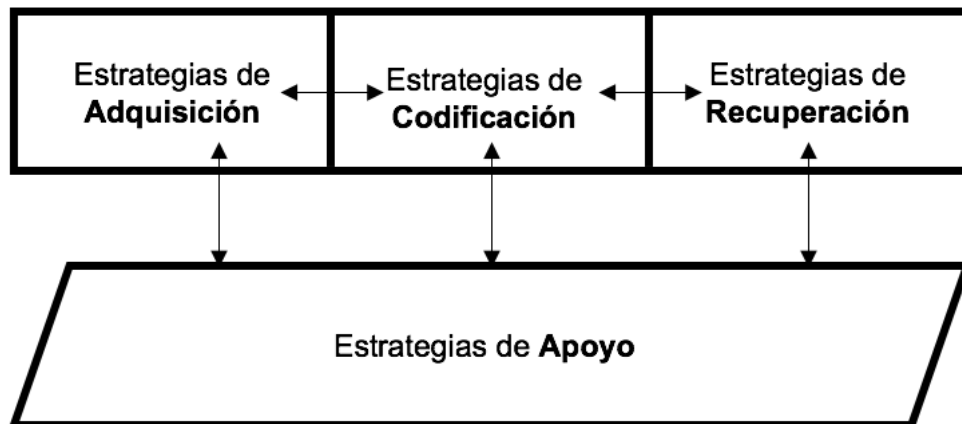 Estrategias de
Adquisición
Estrategias de
Codificación
Estrategias de
Recuperación
Estrategias de Apoyo